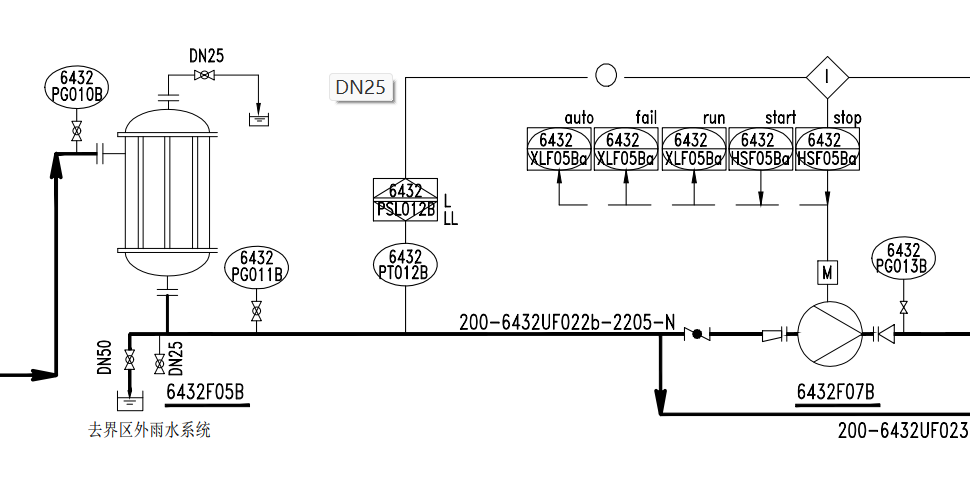 DN25
6432
PG010B
DN25
auto
fail
run
start
stop
I
6432
XLF05Ba
6432
XLF05Ba
6432
XLF05Ba
6432
HSF05Ba
6432
HSF05Ba
6432
PSL012B
L
LL
6432
PG011B
6432
PT012B
M
6432
PG013B
200-6432UF022b-2205-N
DN50
DN25
6432F05B
6432F07B
去界区外雨水系统
200-6432UF023